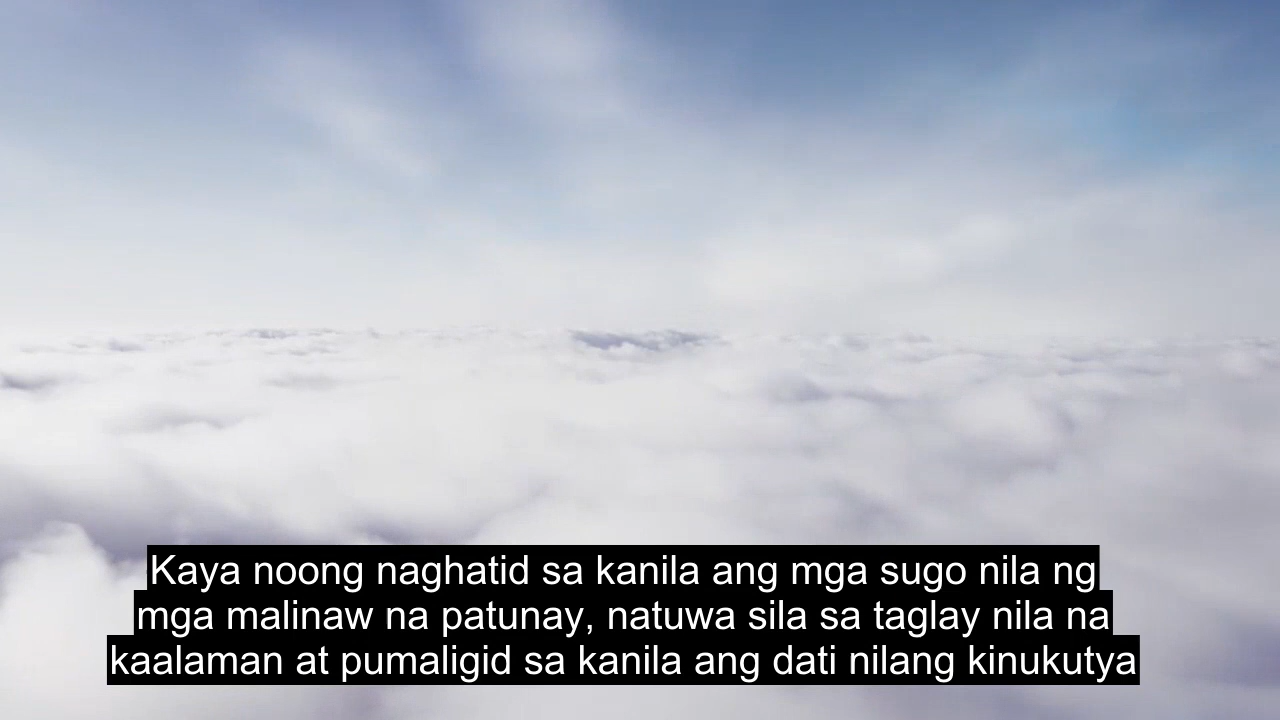 Kaya noong naghatid sa kanila ang mga sugo nila ng
mga malinaw na patunay, natuwa sila sa taglay nila na
kaalaman at pumaligid sa kanila ang dati nilang kinukutya